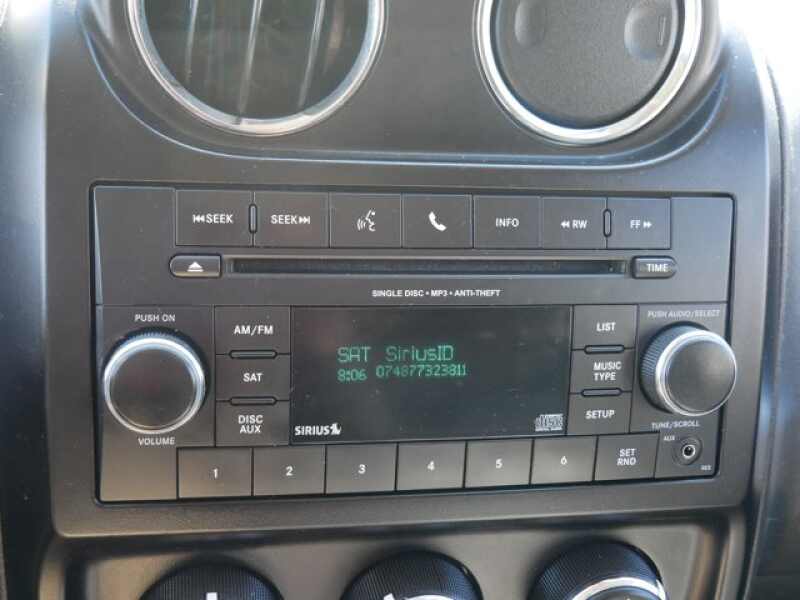 SEEK
SEEK
INFO
RW
FF
TIME
SINGLE DISC • MP3 • ANTI-THEFT
PUSH ON
VOLUME
AM/FM
SAT
DISC
AUX
SAT SiriusID
8:06 074877323811
SIRIUS
LIST
MUSIC
TYPE
SETUP
PUSH AUDIO/SELECT
TUNE/SCROLL
1
2
3
4
5
6
SET
RND
AUX